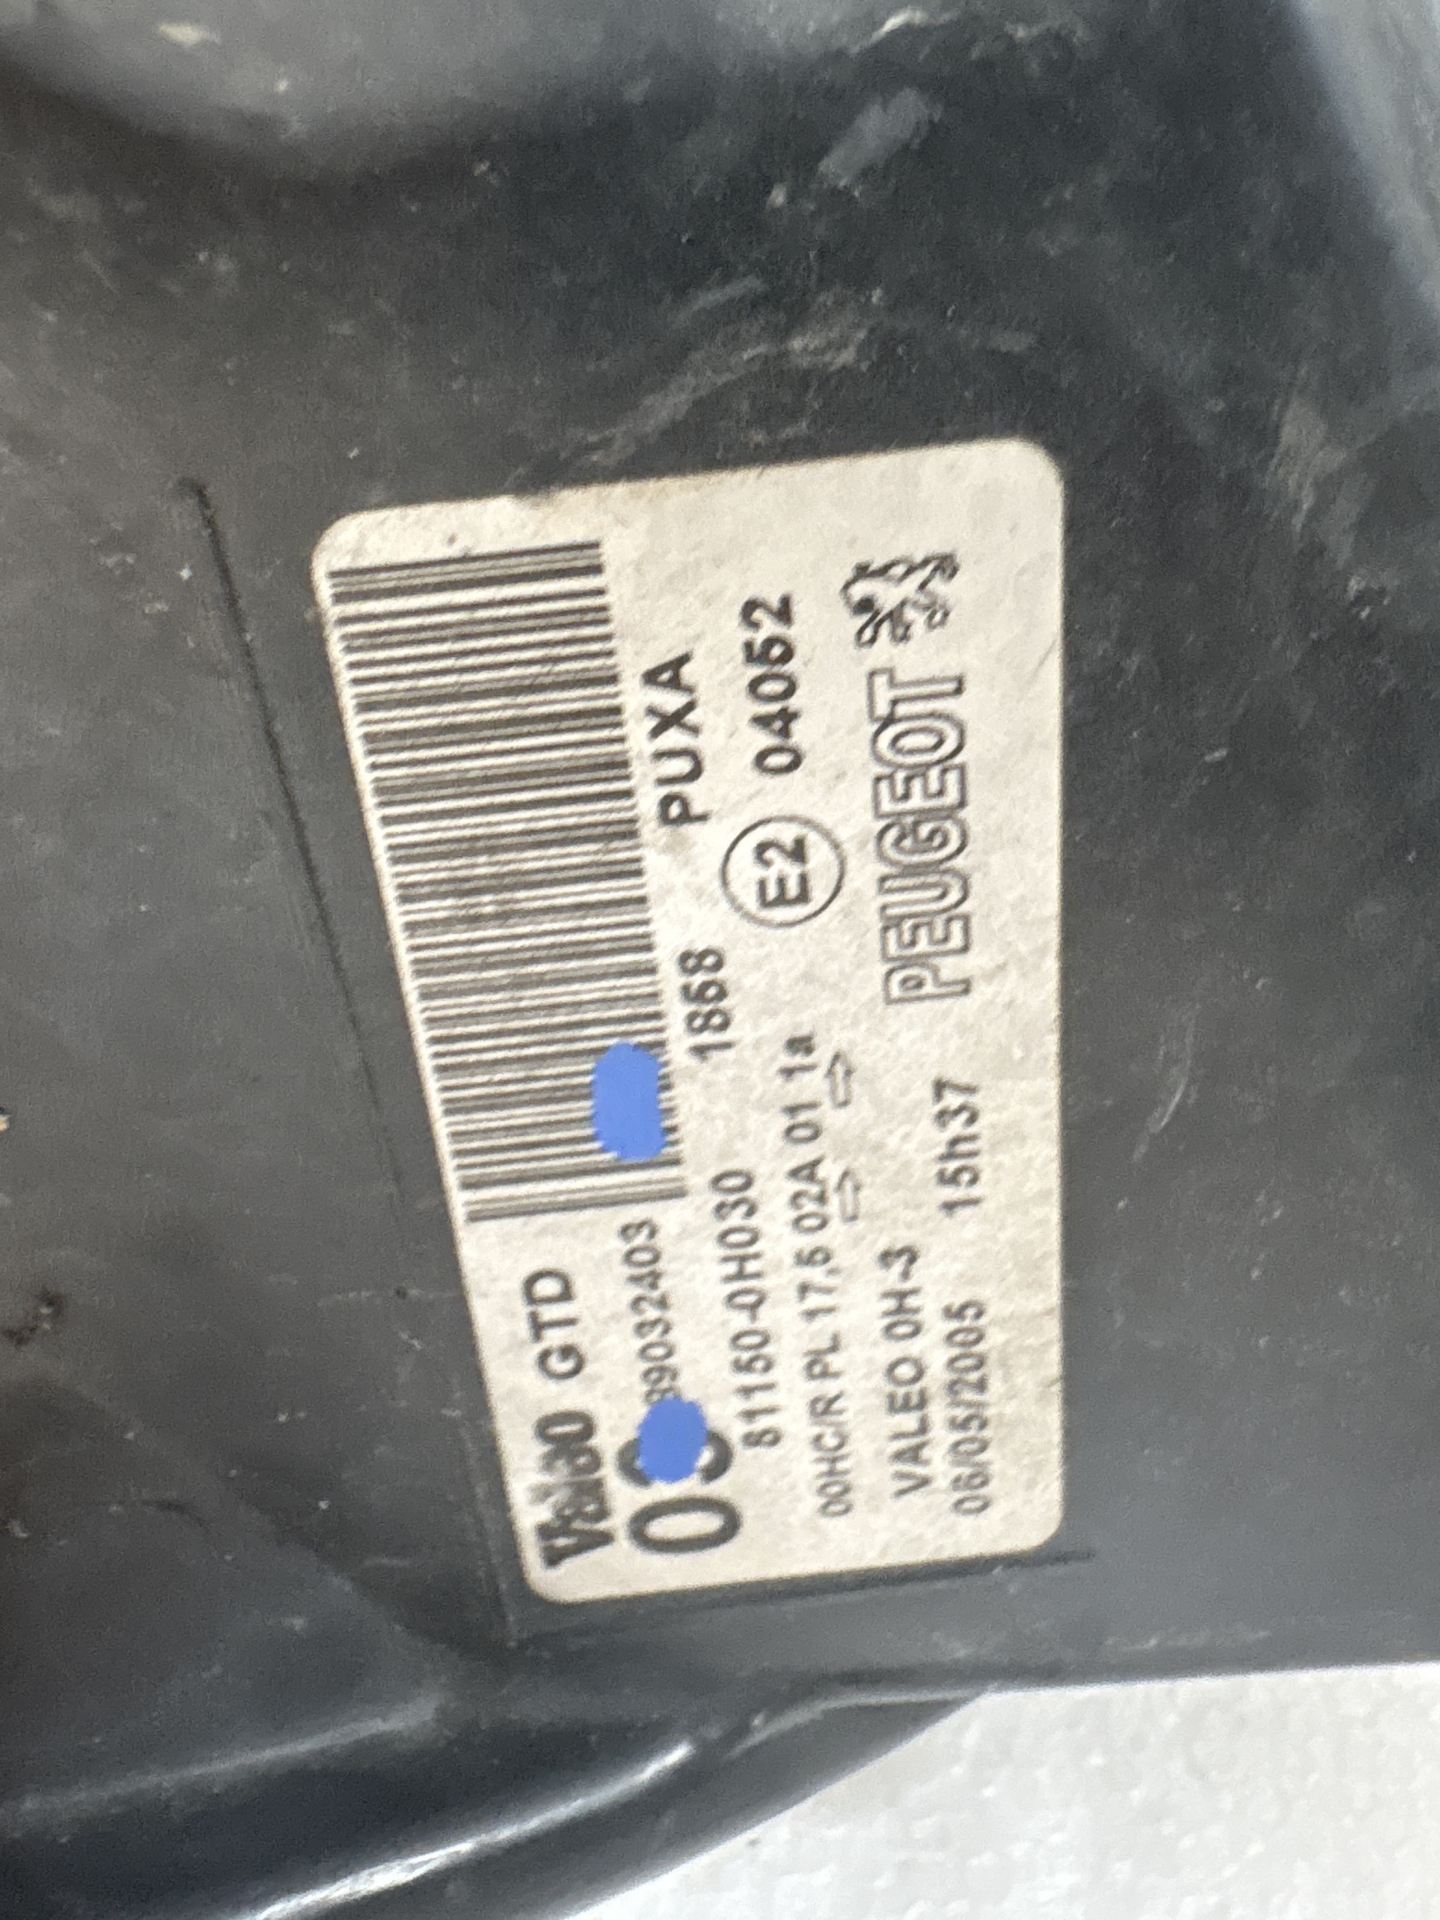 Valeo GTD
89032403
1868 PUXA
81150-0H030
E2 04052
00HC/R PL 17,5 02A 01 1a
VALEO 0H-3
PEUGEOT
06/05/2005 15h37